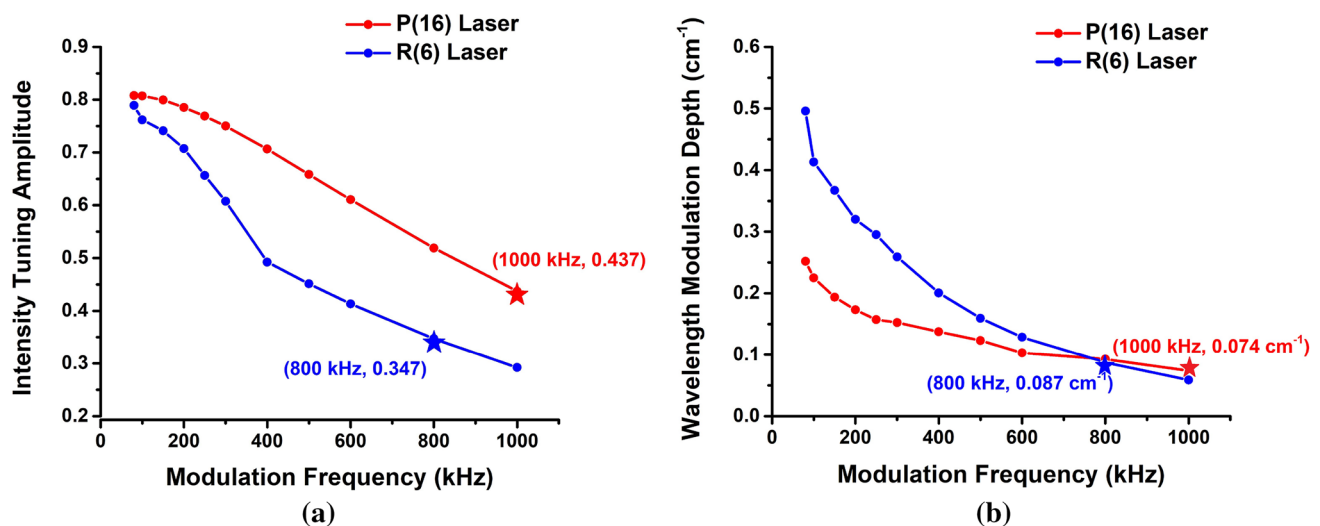 P(16) Laser
R(6) Laser
Intensity Tuning Amplitude
0.9
0.8
0.7
0.6
0.5
0.4
0.3
0.2
(1000 kHz, 0.437)
(800 kHz, 0.347)
0 200 400 600 800 1000
Modulation Frequency (kHz)
(a)
P(16) Laser
R(6) Laser
Wavelength Modulation Depth (cm⁻¹)
0.6
0.5
0.4
0.3
0.2
0.1
0.0
(1000 kHz, 0.074 cm⁻¹)
(800 kHz, 0.087 cm⁻¹)
0 200 400 600 800 1000
Modulation Frequency (kHz)
(b)